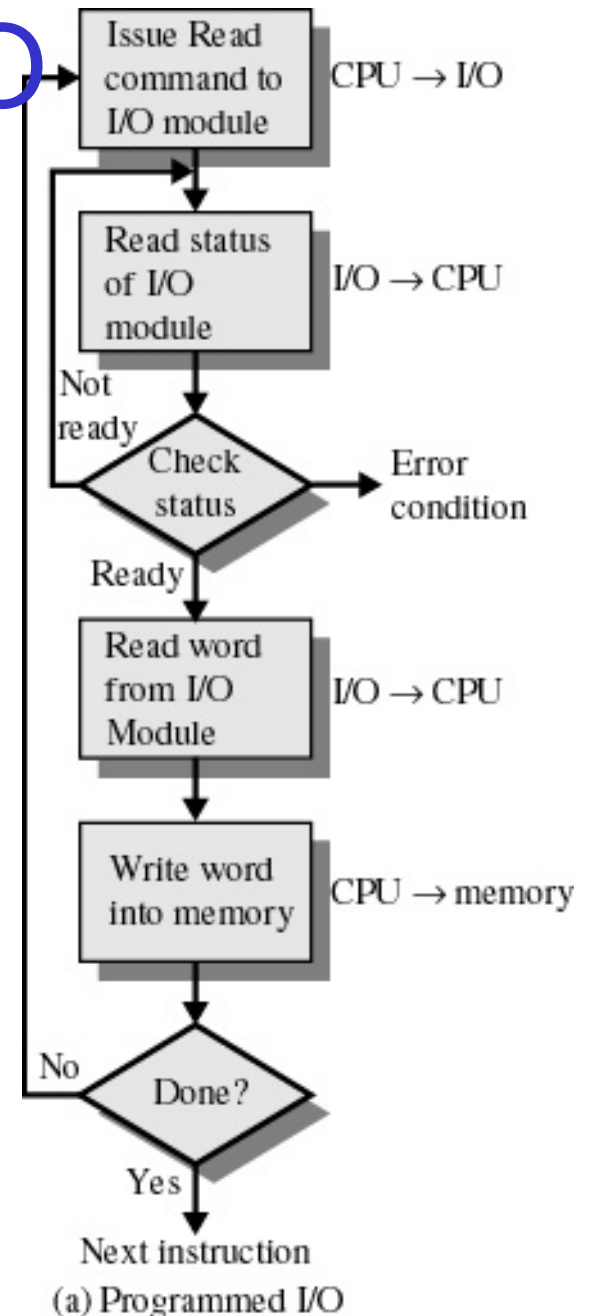 Issue Read
command to
I/O module
CPU → I/O
Read status
of I/O
module
I/O → CPU
Not
ready
Check
status
Error
condition
Ready
Read word
from I/O
Module
I/O → CPU
Write word
into memory
CPU → memory
No
Done?
Yes
Next instruction
(a) Programmed I/O